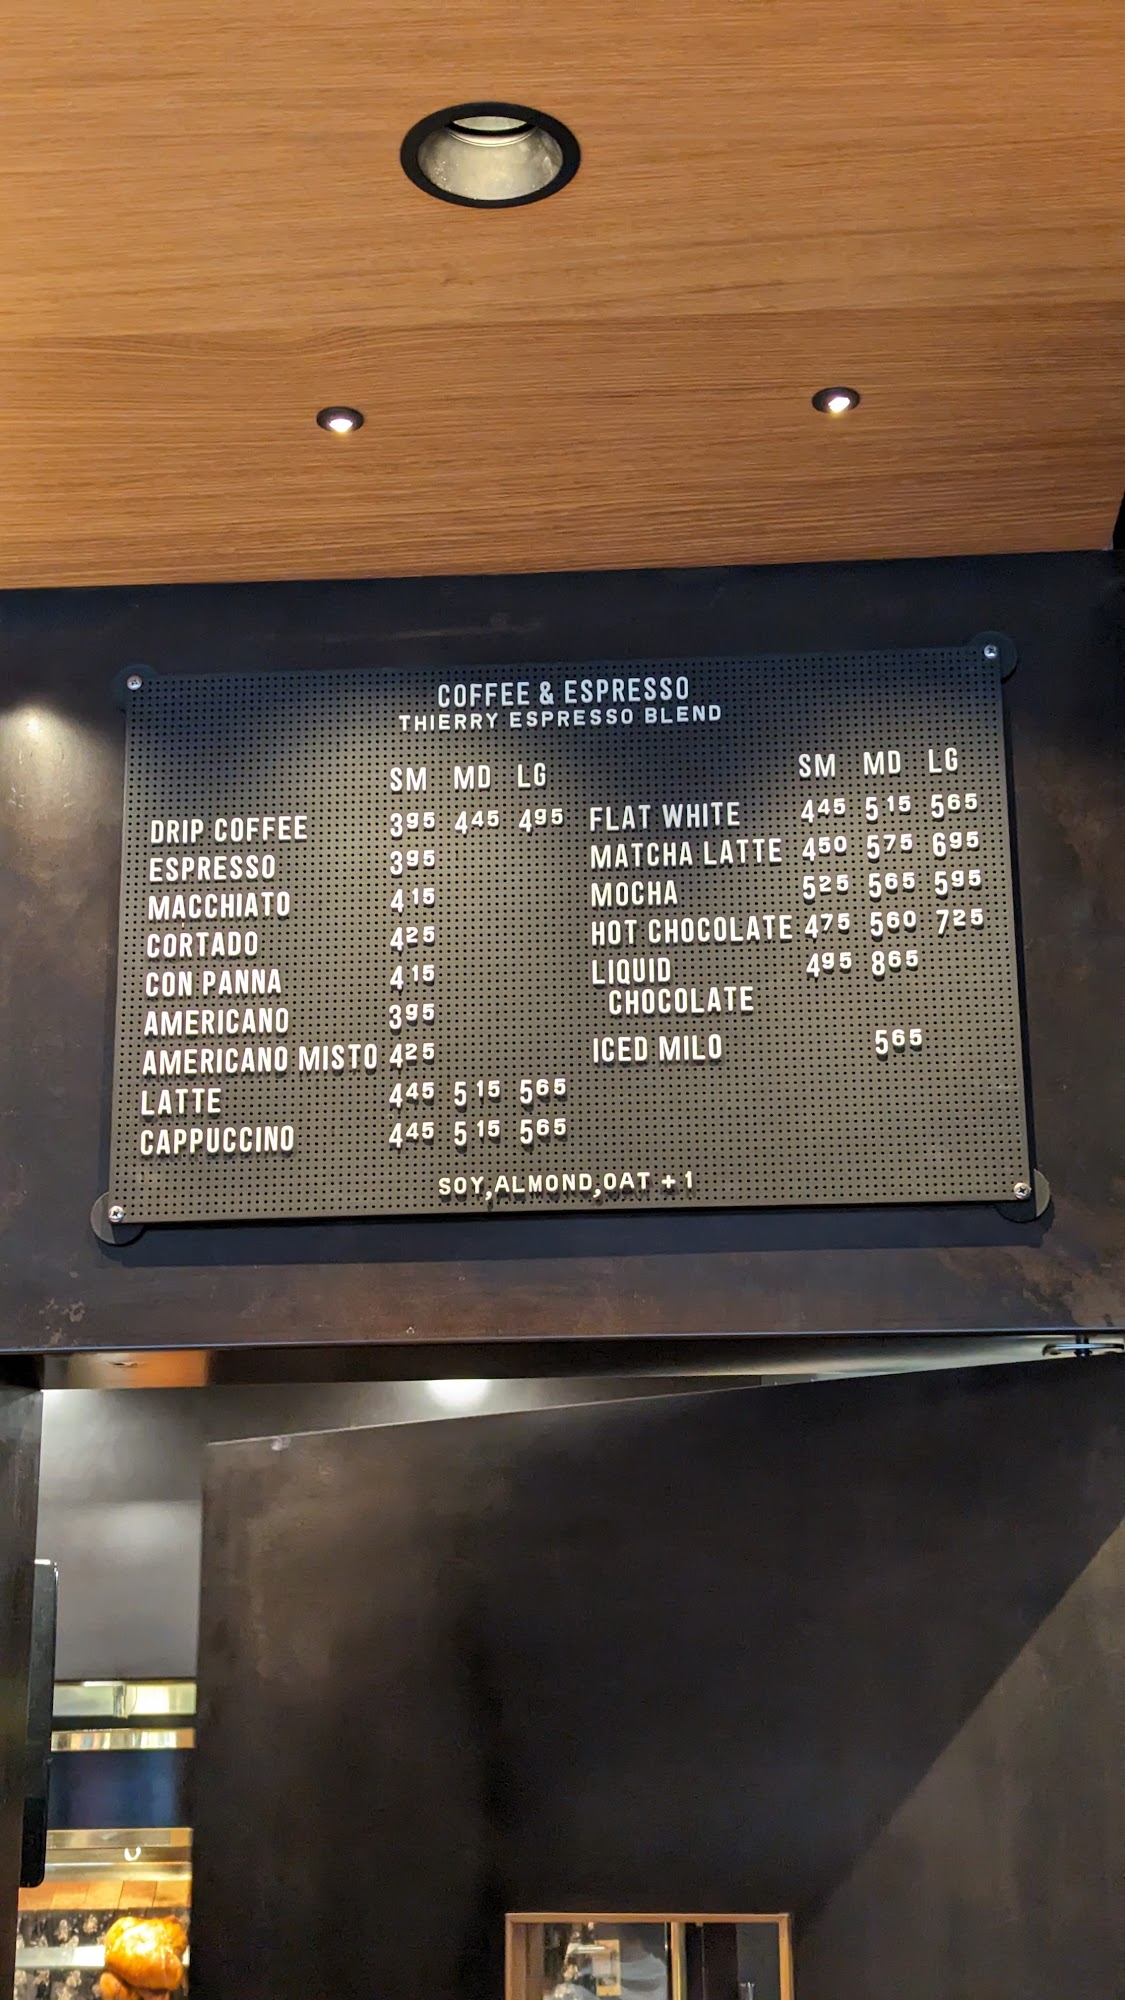 COFFEE & ESPRESSO
THIERRY ESPRESSO BLEND
SM MD LG
DRIP COFFEE 3⁹⁵ 4⁴⁵ 4⁹⁵
ESPRESSO 3⁹⁵
MACCHIATO 4¹⁵
CORTADO 4²⁵
CON PANNA 4¹⁵
AMERICANO 3⁹⁵
AMERICANO MISTO 4²⁵
LATTE 4⁴⁵ 5¹⁵ 5⁶⁵
CAPPUCCINO 4⁴⁵ 5¹⁵ 5⁶⁵
SM MD LG
FLAT WHITE 4⁴⁵ 5¹⁵ 5⁶⁵
MATCHA LATTE 4⁵⁰ 5⁷⁵ 6⁹⁵
MOCHA 5²⁵ 5⁶⁵ 5⁹⁵
HOT CHOCOLATE 4⁷⁵ 5⁶⁰ 7²⁵
LIQUID 4⁹⁵ 8⁶⁵
CHOCOLATE
ICED MILO 5⁶⁵
SOY,ALMOND,OAT +1